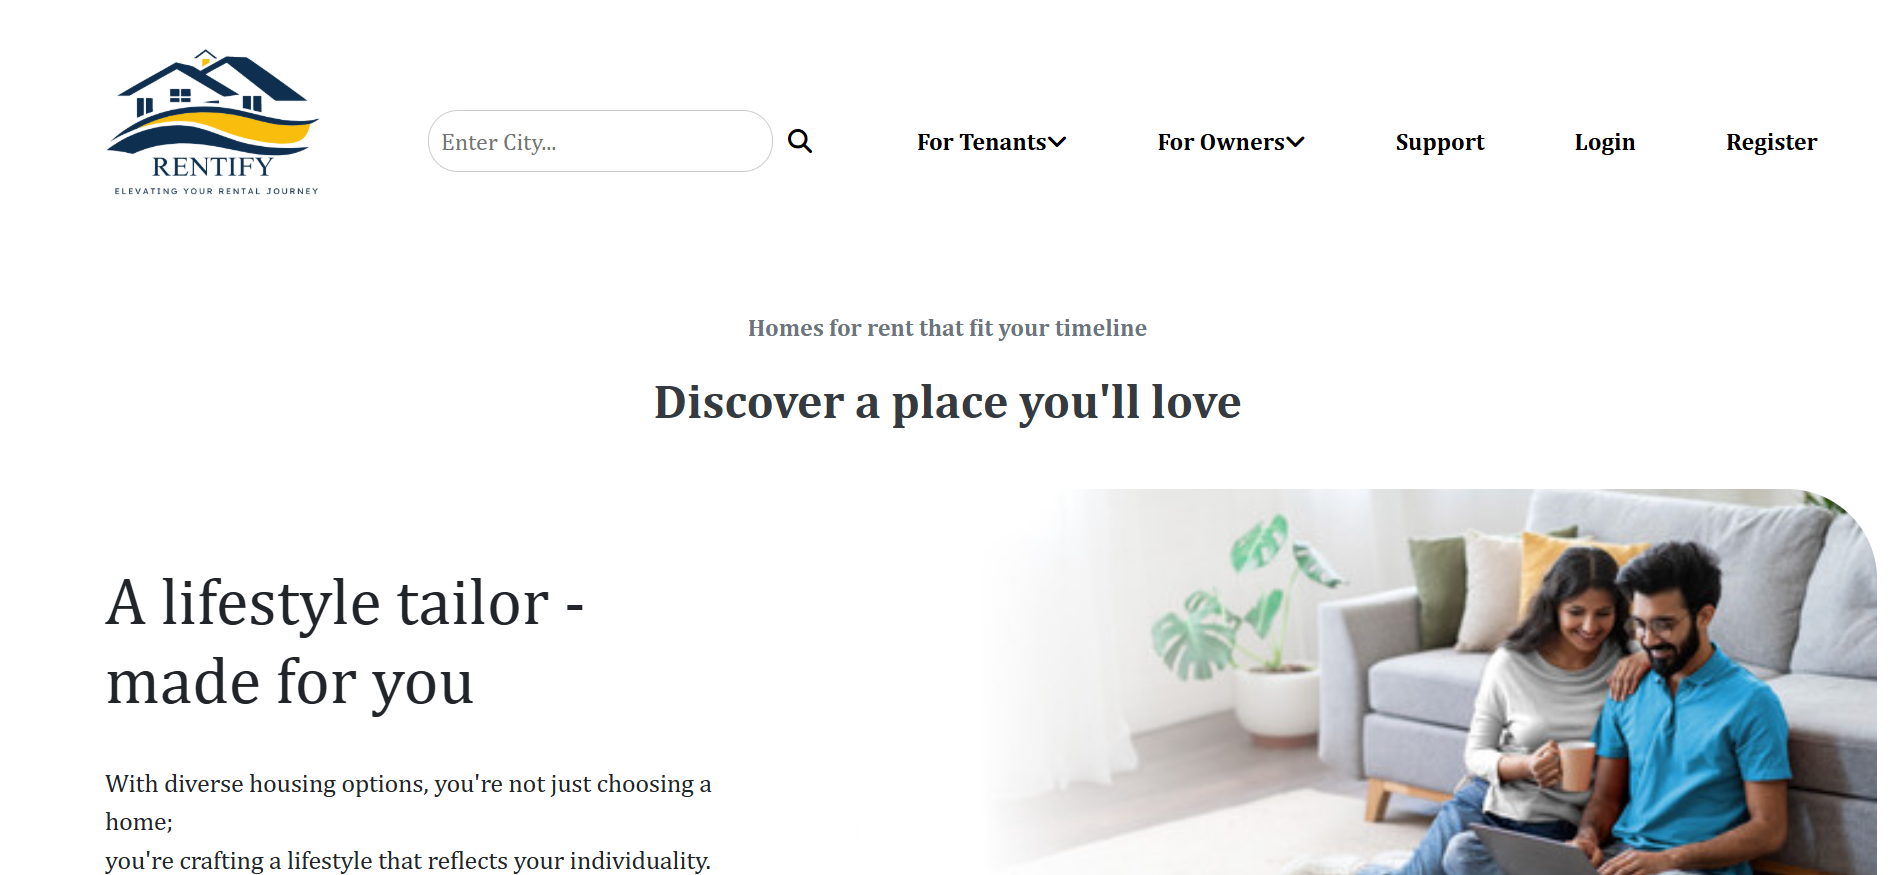 RENTIFY
ELEVATING YOUR RENTAL JOURNEY
Enter City...
For Tenants
For Owners
Support
Login
Register
Homes for rent that fit your timeline
Discover a place you'll love
A lifestyle tailor -
made for you
With diverse housing options, you're not just choosing a
home;
you're crafting a lifestyle that reflects your individuality.